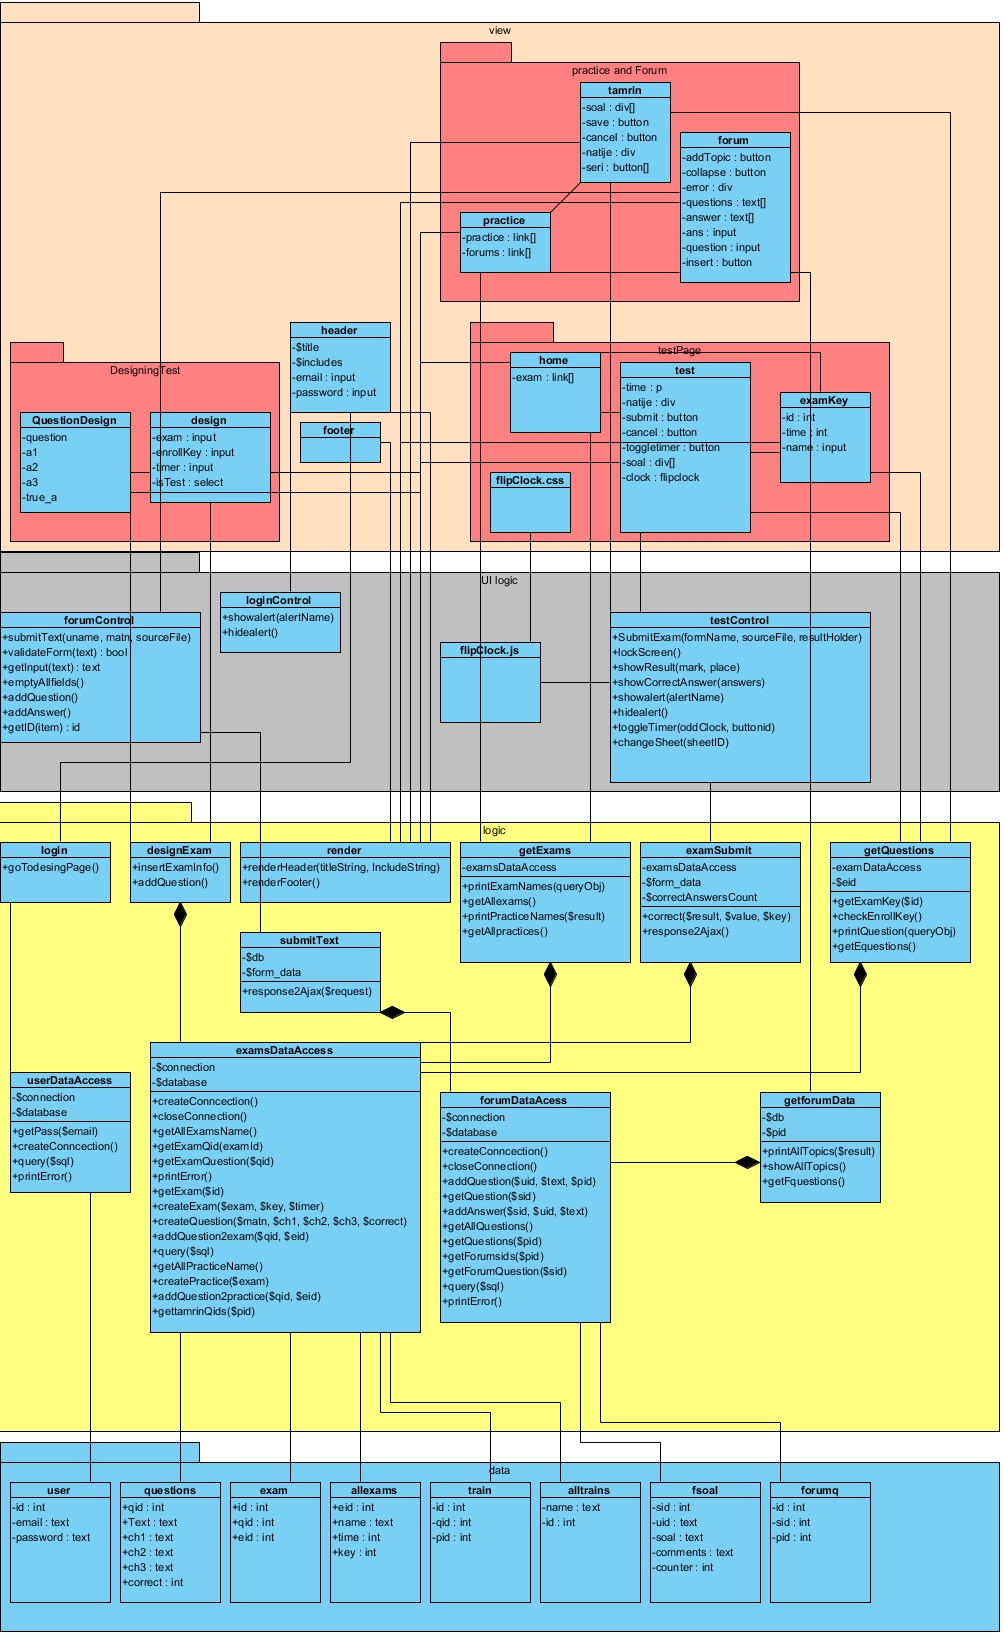 view
practice and Forum
tamrin
-soal : div[]
-save : button
-cancel : button
-natije : div
-seri : button[]
forum
-addTopic : button
-collapse : button
-error : div
-questions : text[]
-answer : text[]
-ans : input
-question : input
-insert : button
practice
-practice : link[]
-forums : link[]
header
-$title
-$includes
-email : input
-password : input
footer
DesigningTest
QuestionDesign
-question
-a1
-a2
-a3
-true_a
design
-exam : input
-enrollKey : input
-timer : input
-isTest : select
testPage
home
-exam : link[]
test
-time : p
-natije : div
-submit : button
-cancel : button
-toggletimer : button
-soal : div[]
-clock : flipclock
examKey
-id : int
-time : int
-name : input
flipClock.css
UI logic
forumControl
+submitText(uname, matn, sourceFile)
+validateForm(text) : bool
+getInput(text) : text
+emptyAllfields()
+addQuestion()
+addAnswer()
+getID(item) : id
loginControl
+showalert(alertName)
+hidealert()
flipClock.js
testControl
+SubmitExam(formName, sourceFile, resultHolder)
+lockScreen()
+showResult(mark, place)
+showCorrectAnswer(answers)
+showalert(alertName)
+hidealert()
+toggleTimer(oddClock, buttonid)
+changeSheet(sheetID)
logic
login
+goTodesingPage()
designExam
+insertExamInfo()
+addQuestion()
render
+renderHeader(titleString, IncludeString)
+renderFooter()
getExams
-examsDataAccess
+printExamNames(queryObj)
+getAllexams()
+printPracticeNames($result)
+getAllpractices()
examSubmit
-examsDataAccess
-$form_data
-$correctAnswersCount
+correct($result, $value, $key)
+response2Ajax()
getQuestions
-examDataAccess
-$eid
+getExamKey($id)
+checkEnrollKey()
+printQuestion(queryObj)
+getEquestions()
submitText
-$db
-$form_data
+response2Ajax($request)
examsDataAccess
-$connection
-$database
+createConncection()
+closeConnection()
+getAllExamsName()
+getExamQid(examId)
+getExamQuestion($qid)
+printError()
+getExam($id)
+createExam($exam, $key, $timer)
+createQuestion($matn, $ch1, $ch2, $ch3, $correct)
+addQuestion2exam($qid, $eid)
+query($sql)
+getAllPracticeName()
+createPractice($exam)
+addQuestion2practice($qid, $eid)
+gettamrinQids($pid)
userDataAccess
-$connection
-$database
+getPass($email)
+createConncection()
+query($sql)
+printError()
forumDataAcess
-$connection
-$database
+createConncection()
+closeConnection()
+addQuestion($uid, $text, $pid)
+getQuestion($sid)
+addAnswer($sid, $uid, $text)
+getAllQuestions()
+getQuestions($pid)
+getForumsids($pid)
+getForumQuestion($sid)
+query($sql)
+printError()
getforumData
-$db
-$pid
+printAllTopics($result)
+showAllTopics()
+getFquestions()
data
user
-id : int
-email : text
-password : text
questions
+qid : int
+Text : text
+ch1 : text
+ch2 : text
+ch3 : text
+correct : int
exam
+id : int
+qid : int
+eid : int
allexams
+eid : int
+name : text
+time : int
+key : int
train
-id : int
-qid : int
-pid : int
alltrains
-name : text
-id : int
fsoal
-sid : int
-uid : text
-soal : text
-comments : text
-counter : int
forumq
-id : int
-sid : int
-pid : int